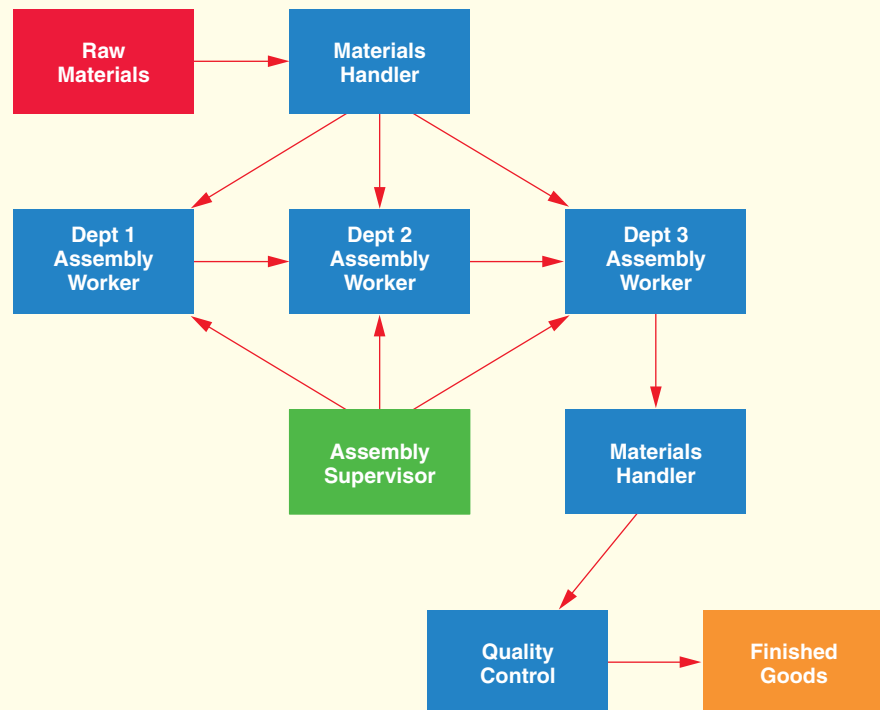 Raw
Materials
Materials
Handler
Dept 1
Assembly
Worker
Dept 2
Assembly
Worker
Dept 3
Assembly
Worker
Assembly
Supervisor
Materials
Handler
Quality
Control
Finished
Goods